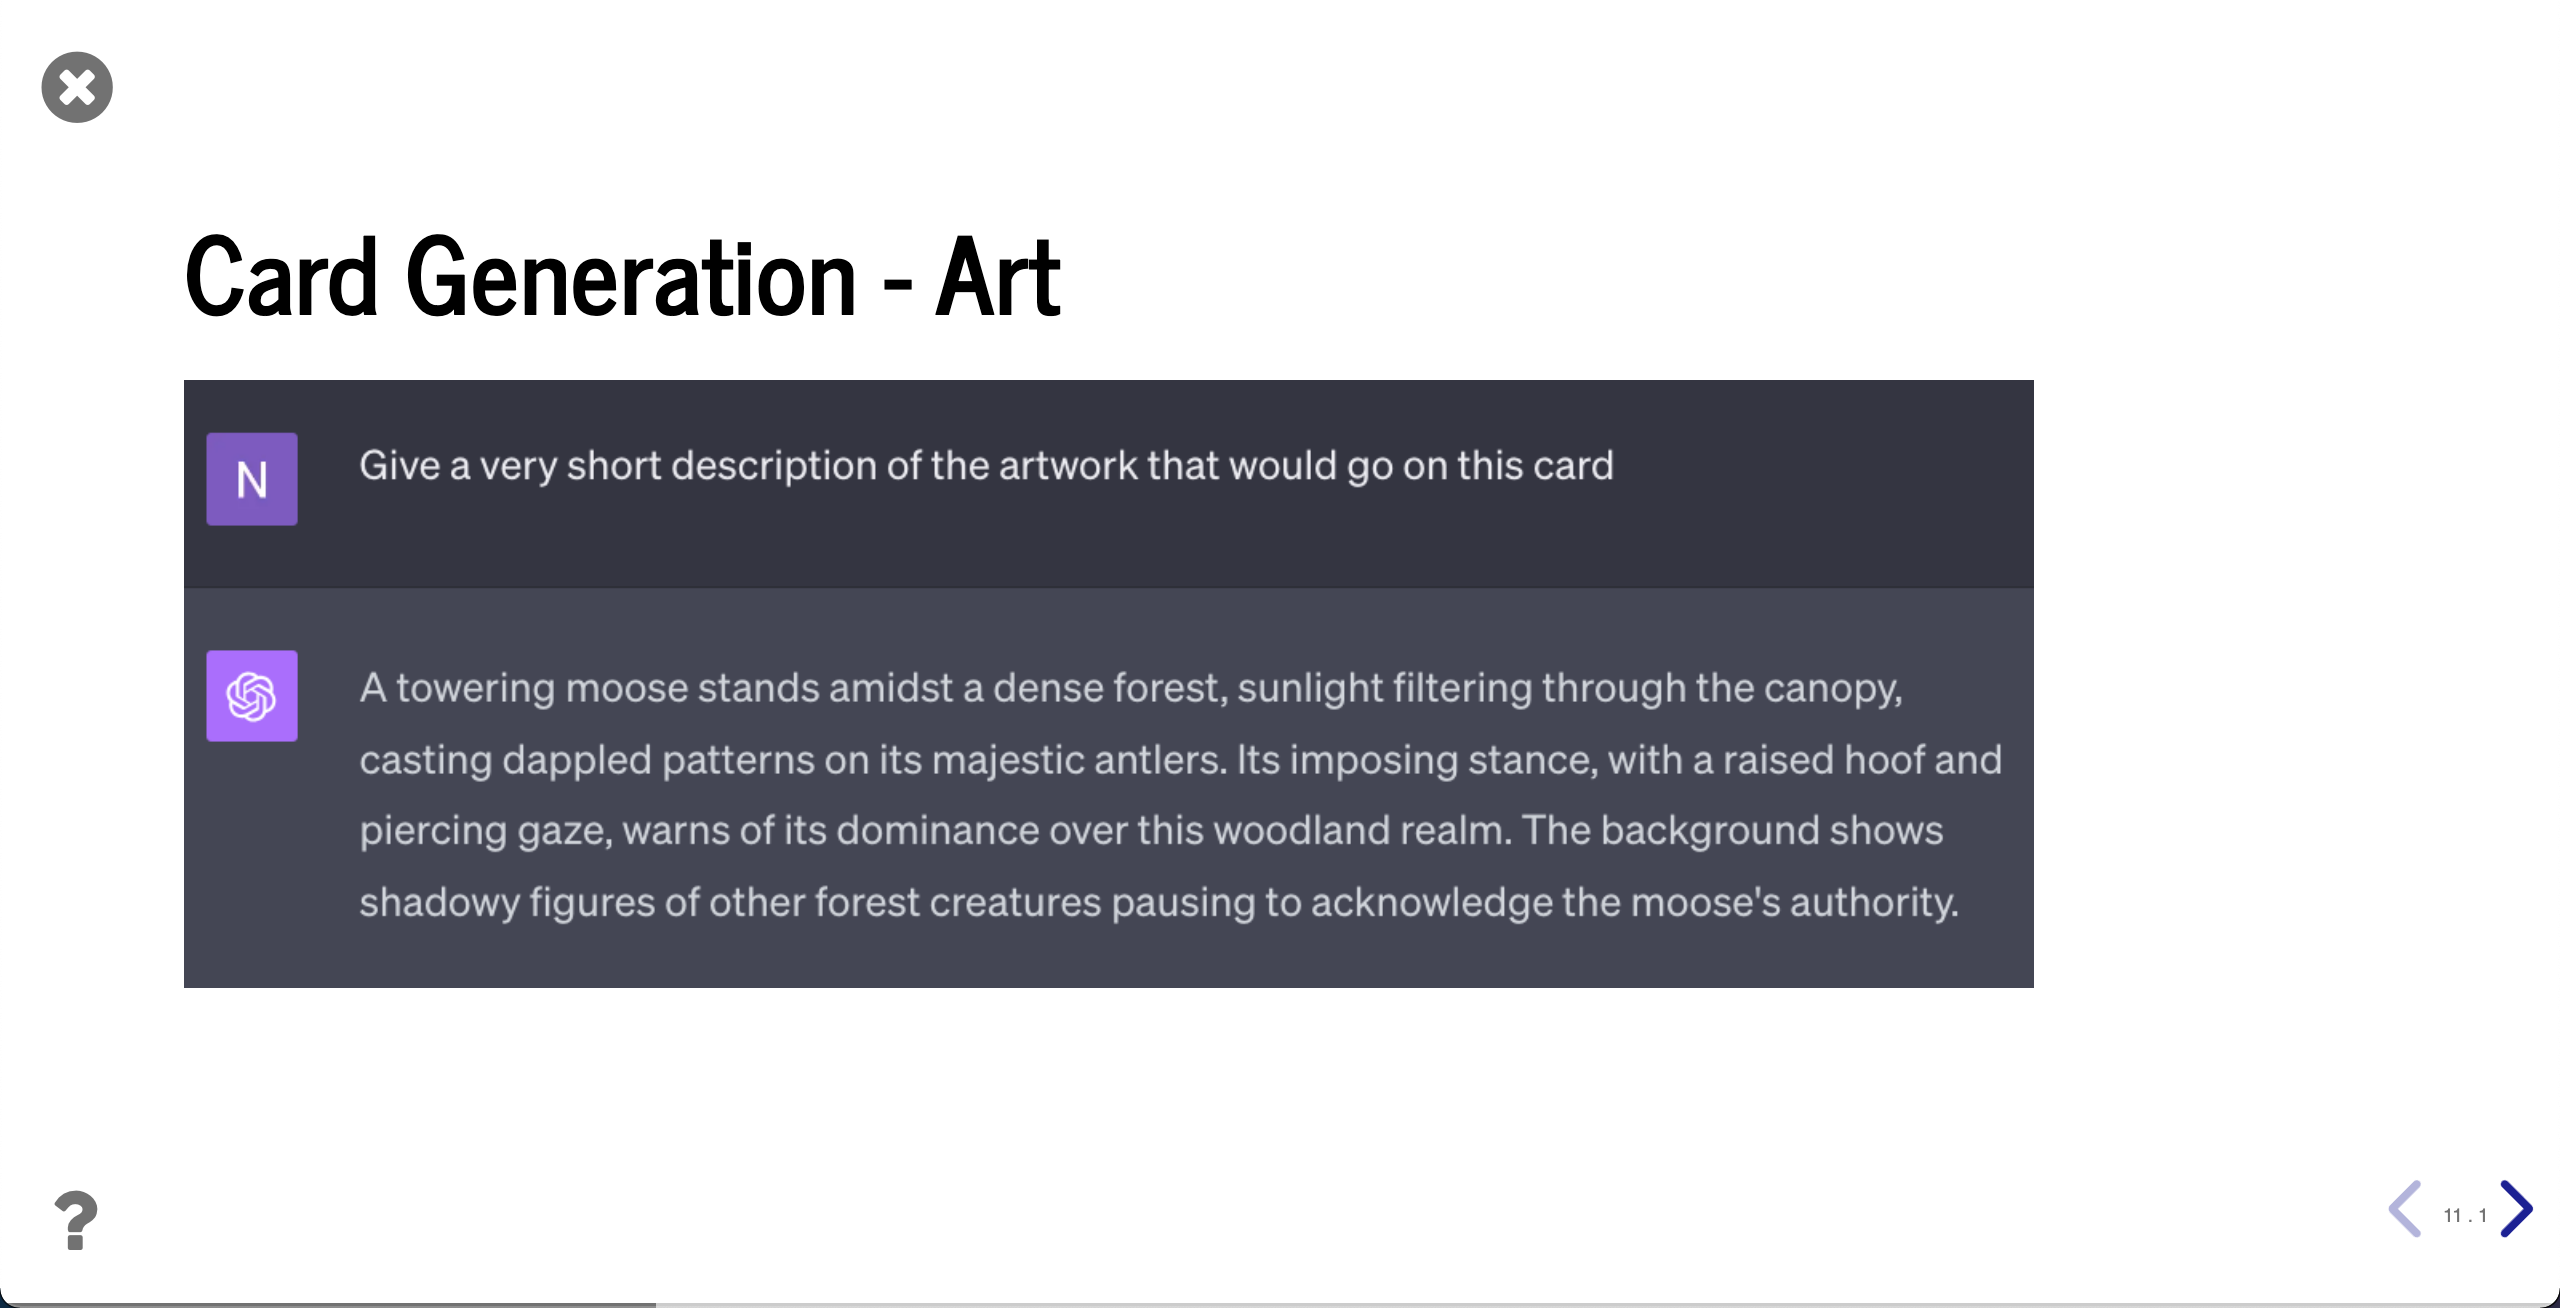 Card Generation - Art
N
Give a very short description of the artwork that would go on this card
A towering moose stands amidst a dense forest, sunlight filtering through the canopy,
casting dappled patterns on its majestic antlers. Its imposing stance, with a raised hoof and
piercing gaze, warns of its dominance over this woodland realm. The background shows
shadowy figures of other forest creatures pausing to acknowledge the moose's authority.
?
11 . 1